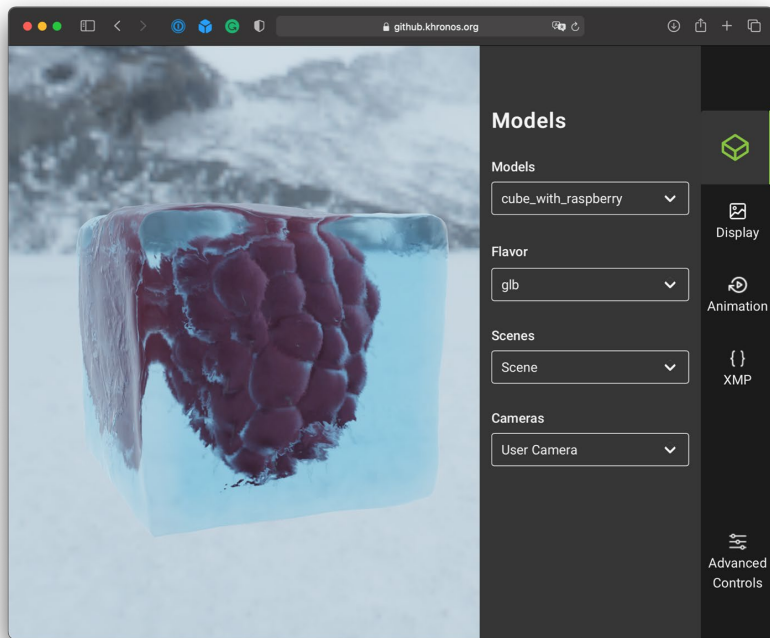 github.khronos.org
Models
Models
cube_with_raspberry
Flavor
glb
Scenes
Scene
Cameras
User Camera
Display
Animation
{ }
XMP
Advanced
Controls